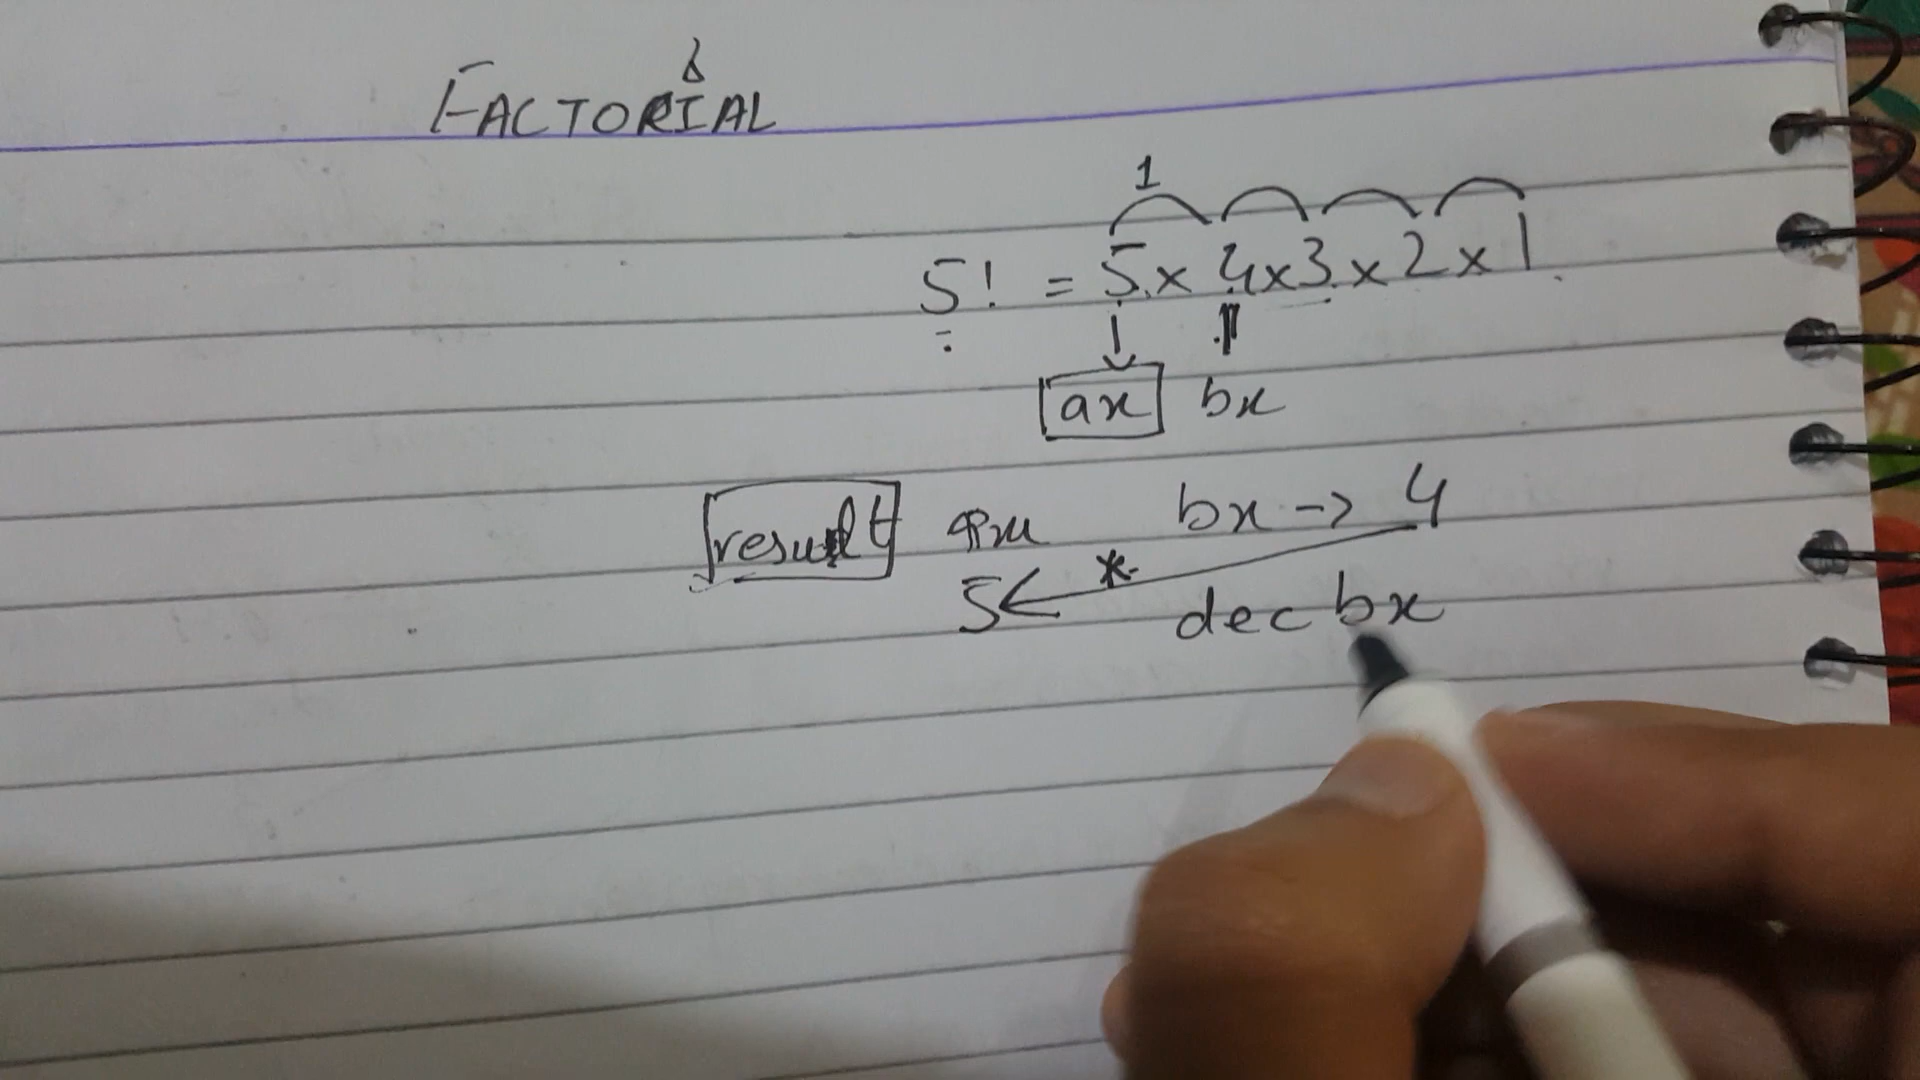 FACTORIAL
1
5! = 5 x 4 x 3 x 2 x 1
ax bx
result bx -> 4
5 *
dec bx